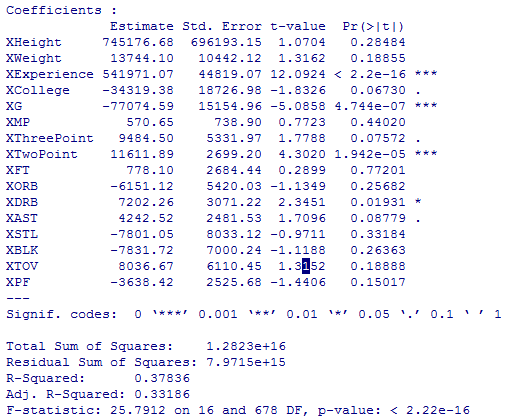 Coefficients :
Estimate Std. Error t-value Pr(>|t|)
XHeight 745176.68 696193.15 1.0704 0.28484
XWeight 13744.10 10442.12 1.3162 0.18855
XExperience 541971.07 44819.07 12.0924 < 2.2e-16 ***
XCollege -34319.38 18726.98 -1.8326 0.06730 .
XG -77074.59 15154.96 -5.0858 4.744e-07 ***
XMP 570.65 738.90 0.7723 0.44020
XThreePoint 9484.50 5331.97 1.7788 0.07572 .
XTwoPoint 11611.89 2699.20 4.3020 1.942e-05 ***
XFT 778.10 2684.44 0.2899 0.77201
XORB -6151.12 5420.03 -1.1349 0.25682
XDRB 7202.26 3071.22 2.3451 0.01931 *
XAST 4242.52 2481.53 1.7096 0.08779 .
XSTL -7801.05 8033.12 -0.9711 0.33184
XBLK -7831.72 7000.24 -1.1188 0.26363
XTOV 8036.67 6110.45 1.3152 0.18888
XPF -3638.42 2525.68 -1.4406 0.15017
---
Signif. codes: 0 ‘***’ 0.001 ‘**’ 0.01 ‘*’ 0.05 ‘.’ 0.1 ‘ ’ 1
Total Sum of Squares: 1.2823e+16
Residual Sum of Squares: 7.9715e+15
R-Squared: 0.37836
Adj. R-Squared: 0.33186
F-statistic: 25.7912 on 16 and 678 DF, p-value: < 2.22e-16